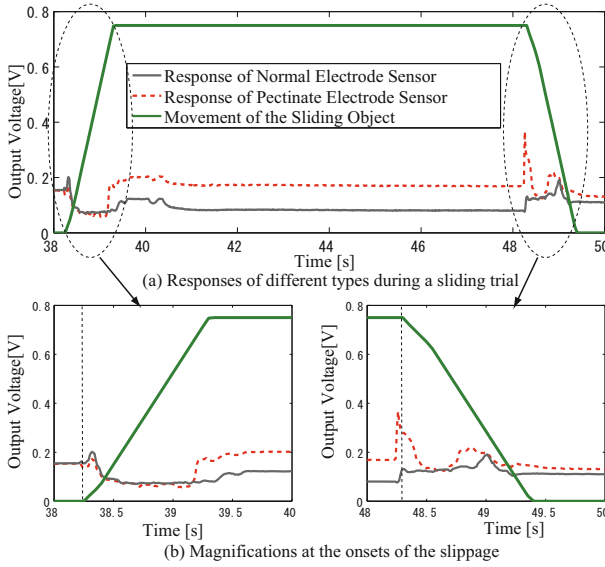 0.8
0.6
0.4
0.2
0
Output Voltage[V]
Response of Normal Electrode Sensor
Response of Pectinate Electrode Sensor
Movement of the Sliding Object
38 40 42 44 46 48 50
Time [s]
(a) Responses of different types during a sliding trial
0.8
0.6
0.4
0.2
0
Output Voltage[V]
38 38.5 39 39.5 40
Time [s]
0.8
0.6
0.4
0.2
0
Output Voltage[V]
48 48.5 49 49.5 50
Time [s]
(b) Magnifications at the onsets of the slippage